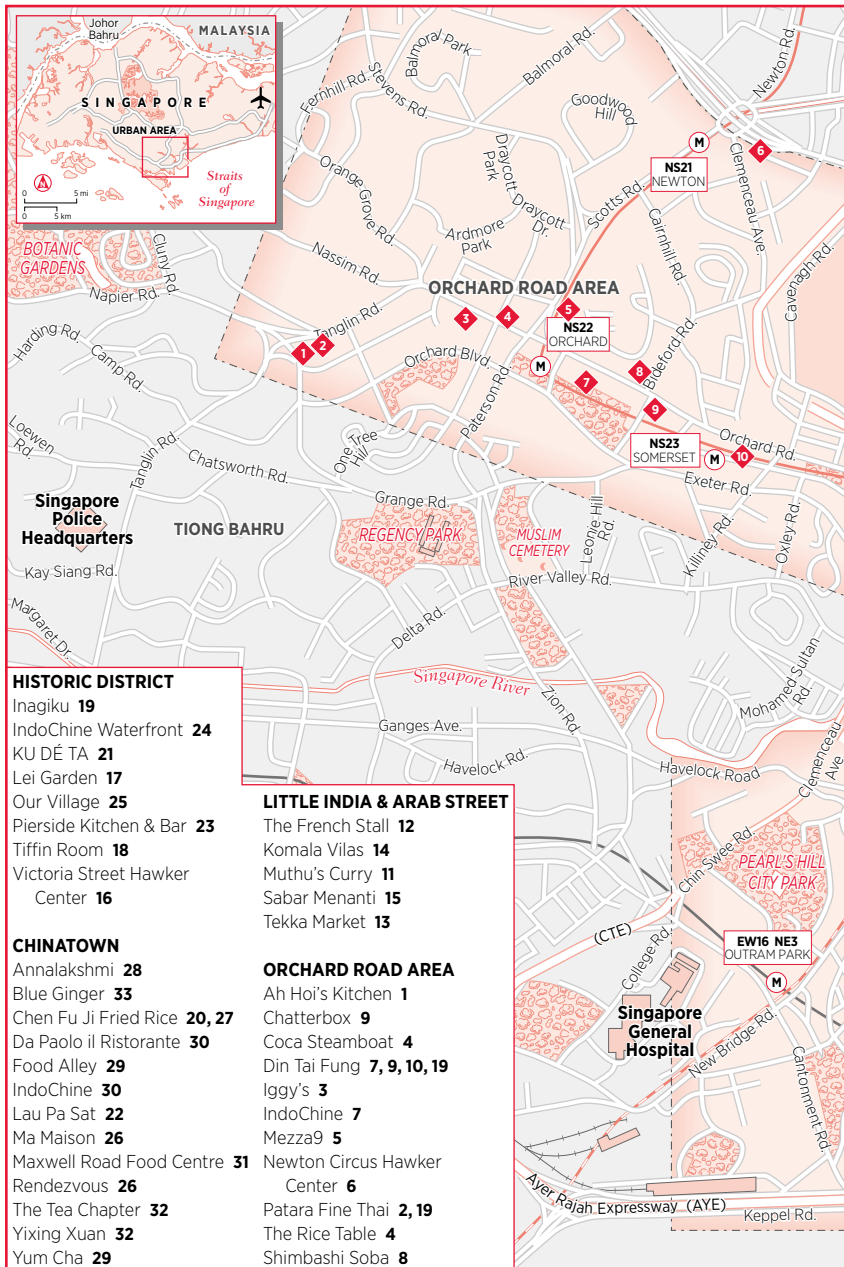 Johor
Bahru
MALAYSIA
SINGAPORE
URBAN AREA
Straits
of
Singapore
0 5 mi
0 5 km
BOTANIC
GARDENS
Cluny Rd.
Napier Rd.
Harding Rd.
Camp Rd.
Loewen
Rd.
Tanglin Rd.
Fernhill Rd.
Stevens Rd.
Balmoral Park
Balmoral Rd.
Goodwood
Hill
Newton Rd.
M
NS21
NEWTON
6
Clemenceau Ave.
Orange Grove Rd.
Draycott
Park
Draycott
Dr.
Scotts Rd.
Cairnhill Rd.
Cavenagh Rd.
Ardmore
Park
Nassim Rd.
ORCHARD ROAD AREA
Tanglin Rd.
1
2
3
4
5
NS22
ORCHARD
M
Orchard Blvd.
Paterson Rd.
7
8
Bideford Rd.
9
NS23
SOMERSET
M
10
Orchard Rd.
Exeter Rd.
One Tree
Hill
Chatsworth Rd.
Grange Rd.
Singapore
Police
Headquarters
TIONG BAHRU
REGENCY PARK
MUSLIM
CEMETERY
Leonie Hill
Rd.
Killiney Rd.
Oxley Rd.
Kay Siang Rd.
River Valley Rd.
Margaret Dr.
Delta Rd.
Singapore River
Zion Rd.
Mohamed Sultan
Rd.
Ganges Ave.
Havelock Rd.
Havelock Road
Clemenceau
Ave
Chin Swee Rd.
PEARL'S HILL
CITY PARK
(CTE)
College Rd.
EW16 NE3
OUTRAM PARK
M
Singapore
General
Hospital
New Bridge Rd.
Cantonment Rd.
Ayer Rajah Expressway (AYE)
Keppel Rd.
HISTORIC DISTRICT
Inagiku 19
IndoChine Waterfront 24
KU DÉ TA 21
Lei Garden 17
Our Village 25
Pierside Kitchen & Bar 23
Tiffin Room 18
Victoria Street Hawker
Center 16
CHINATOWN
Annalakshmi 28
Blue Ginger 33
Chen Fu Ji Fried Rice 20, 27
Da Paolo il Ristorante 30
Food Alley 29
IndoChine 30
Lau Pa Sat 22
Ma Maison 26
Maxwell Road Food Centre 31
Rendezvous 26
The Tea Chapter 32
Yixing Xuan 32
Yum Cha 29
LITTLE INDIA & ARAB STREET
The French Stall 12
Komala Vilas 14
Muthu's Curry 11
Sabar Menanti 15
Tekka Market 13
ORCHARD ROAD AREA
Ah Hoi's Kitchen 1
Chatterbox 9
Coca Steamboat 4
Din Tai Fung 7, 9, 10, 19
Iggy's 3
IndoChine 7
Mezza9 5
Newton Circus Hawker
Center 6
Patara Fine Thai 2, 19
The Rice Table 4
Shimbashi Soba 8